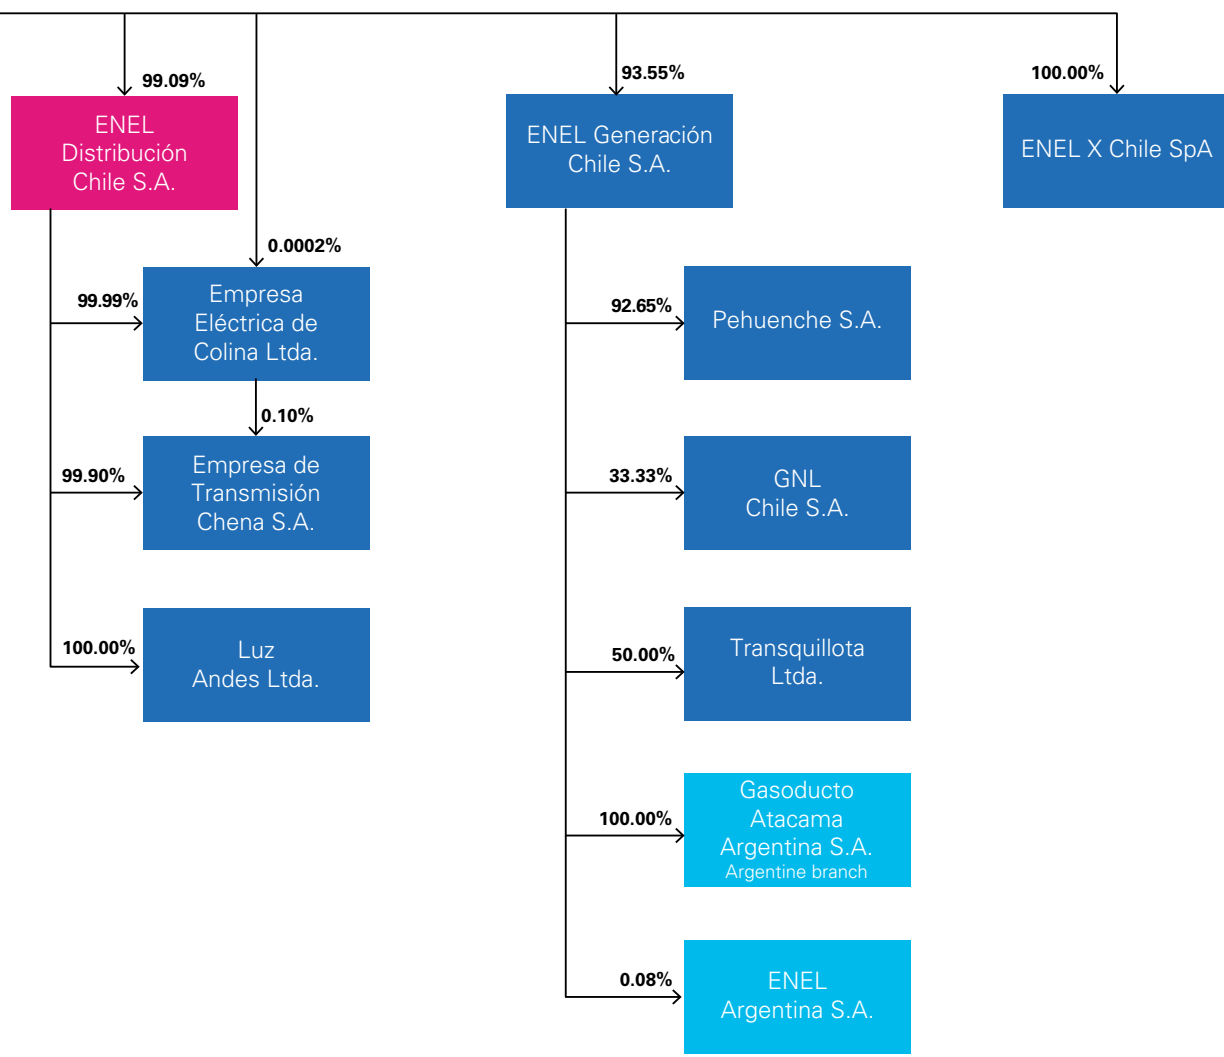 99.09%
93.55%
100.00%
ENEL
Distribución
Chile S.A.
ENEL Generación
Chile S.A.
ENEL X Chile SpA
0.0002%
99.99%
Empresa
Eléctrica de
Colina Ltda.
92.65%
Pehuenche S.A.
0.10%
99.90%
Empresa de
Transmisión
Chena S.A.
33.33%
GNL
Chile S.A.
100.00%
Luz
Andes Ltda.
50.00%
Transquillota
Ltda.
100.00%
Gasoducto
Atacama
Argentina S.A.
Argentine branch
0.08%
ENEL
Argentina S.A.